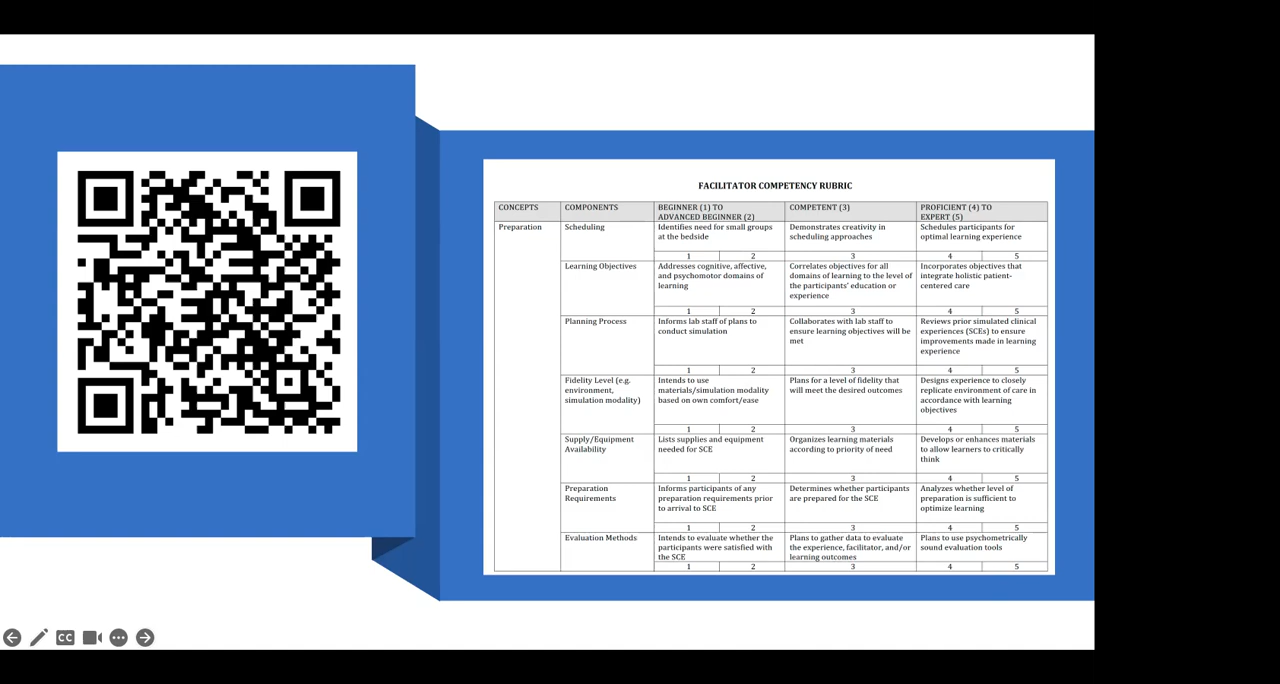 FACILITATOR COMPETENCY RUBRIC
CONCEPTS COMPONENTS BEGINNER (1) TO COMPETENT (3) PROFICIENT (4) TO
ADVANCED BEGINNER (2) EXPERT (5)
Preparation Scheduling Identifies need for small groups Demonstrates creativity in Schedules participants for
at the bedside scheduling approaches optimal learning experience
1 2 3 4 5
Learning Objectives Addresses cognitive, affective, Correlates objectives for all Incorporates objectives that
and psychomotor domains of domains of learning to the level of integrate holistic patient-
learning the participants' education or centered care
experience
1 2 3 4 5
Planning Process Informs lab staff of plans to Collaborates with lab staff to Reviews prior simulated clinical
conduct simulation ensure learning objectives will be experiences (SCEs) to ensure
met improvements made in learning
experience
1 2 3 4 5
Fidelity Level (e.g. Intends to use Plans for a level of fidelity that Designs experience to closely
environment, materials/simulation modality will meet the desired outcomes replicate environment of care in
simulation modality) based on own comfort/ease accordance with learning
objectives
1 2 3 4 5
Supply/Equipment Lists supplies and equipment Organizes learning materials Develops or enhances materials
Availability needed for SCE according to priority of need to allow learners to critically
think
1 2 3 4 5
Preparation Informs participants of any Determines whether participants Analyzes whether level of
Requirements preparation requirements prior are prepared for the SCE preparation is sufficient to
to arrival to SCE optimize learning
1 2 3 4 5
Evaluation Methods Intends to evaluate whether the Plans to gather data to evaluate Plans to use psychometrically
participants were satisfied with the experience, facilitator, and/or sound evaluation tools
the SCE learning outcomes
1 2 3 4 5
CC